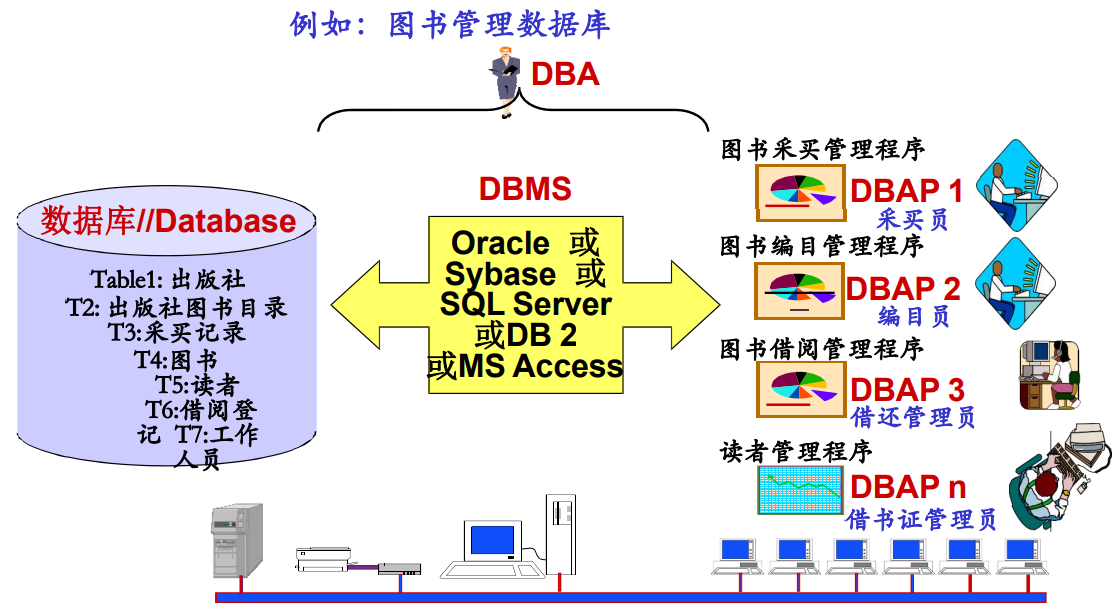 例如：图书管理数据库
DBA
数据库//Database
Table1: 出版社
T2: 出版社图书目录
T3:采买记录
T4:图书
T5:读者
T6:借阅登
记 T7:工作
人员
DBMS
Oracle 或
Sybase 或
SQL Server
或DB 2
或MS Access
图书采买管理程序
DBAP 1
采买员
图书编目管理程序
DBAP 2
编目员
图书借阅管理程序
DBAP 3
借还管理员
读者管理程序
DBAP n
借书证管理员